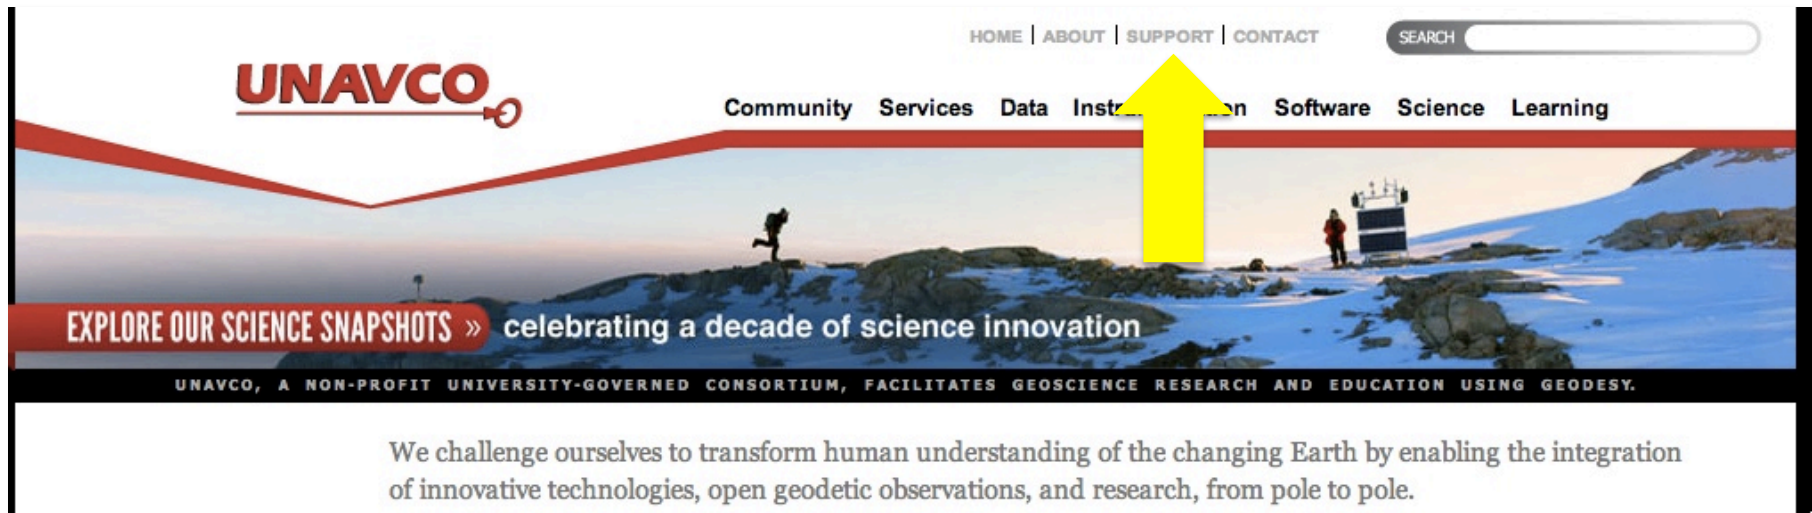 HOME | ABOUT | SUPPORT | CONTACT
SEARCH
UNAVCO
Community Services Data Software Science Learning
EXPLORE OUR SCIENCE SNAPSHOTS » celebrating a decade of science innovation
UNAVCO, A NON-PROFIT UNIVERSITY-GOVERNED CONSORTIUM, FACILITATES GEOSCIENCE RESEARCH AND EDUCATION USING GEODESY.
We challenge ourselves to transform human understanding of the changing Earth by enabling the integration
of innovative technologies, open geodetic observations, and research, from pole to pole.